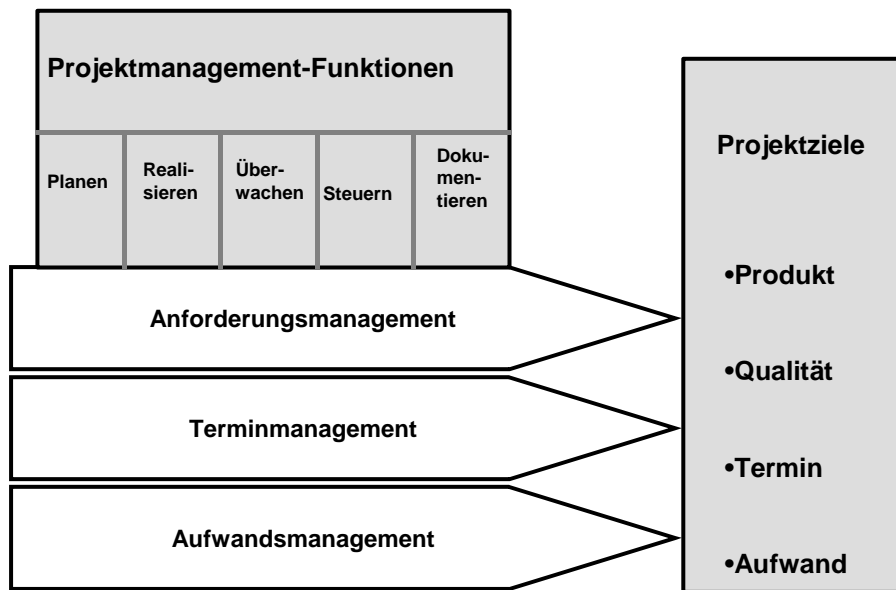 Projektmanagement-Funktionen
Planen
Reali-
sieren
Über-
wachen
Steuern
Doku-
men-
tieren
Anforderungsmanagement
Terminmanagement
Aufwandsmanagement
Projektziele
•Produkt
•Qualität
•Termin
•Aufwand